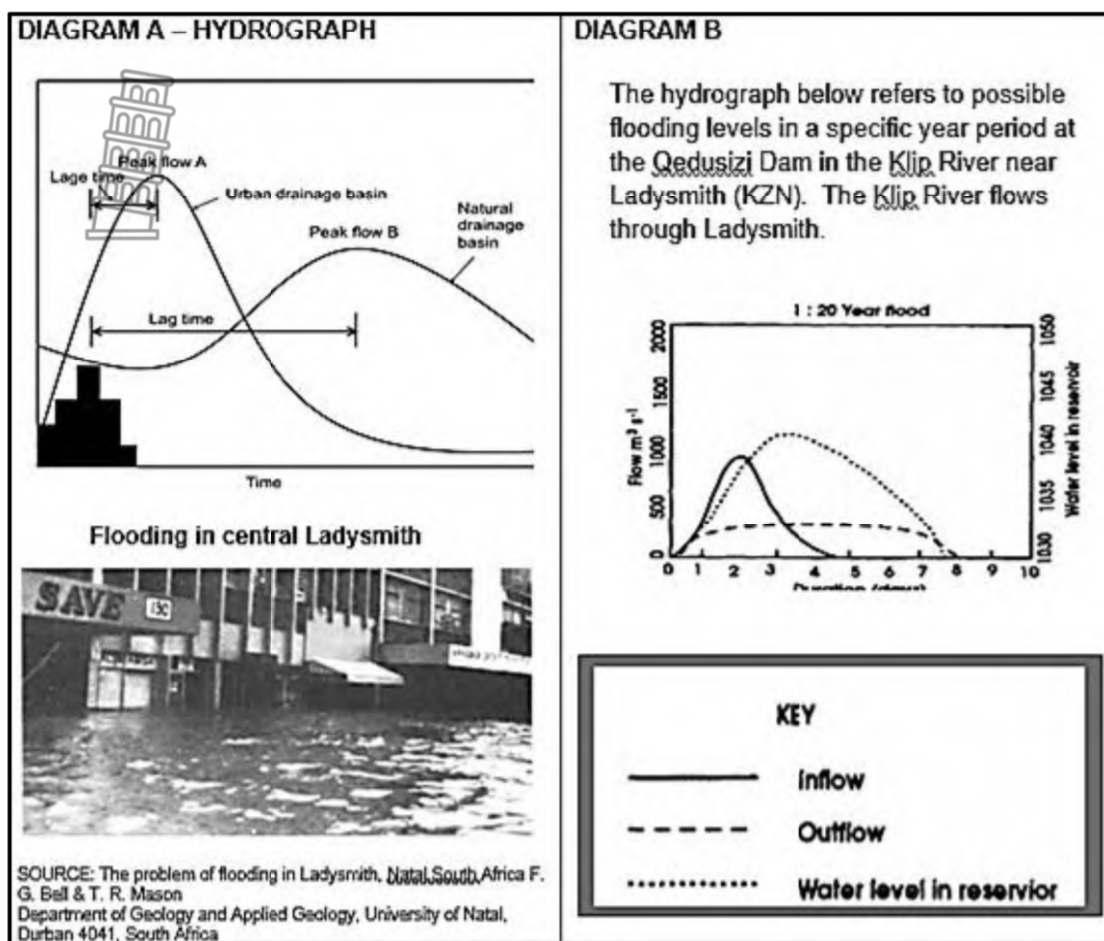 DIAGRAM A – HYDROGRAPH
Peak flow A
Lage time
Urban drainage basin
Natural
drainage
basin
Peak flow B
Lag time
Time
Flooding in central Ladysmith
SAVE
150
SOURCE: The problem of flooding in Ladysmith, Natal,South Africa F.
G. Bell & T. R. Mason
Department of Geology and Applied Geology, University of Natal,
Durban 4041, South Africa
DIAGRAM B
The hydrograph below refers to possible
flooding levels in a specific year period at
the Qedusizi Dam in the Klip River near
Ladysmith (KZN). The Klip River flows
through Ladysmith.
1 : 20 Year flood
Flow m³ s⁻¹
2000
1500
1000
500
0
Water level in reservoir
1050
1045
1040
1035
1030
0 1 2 3 4 5 6 7 8 9 10
Duration (days)
KEY
Inflow
Outflow
Water level in reservior